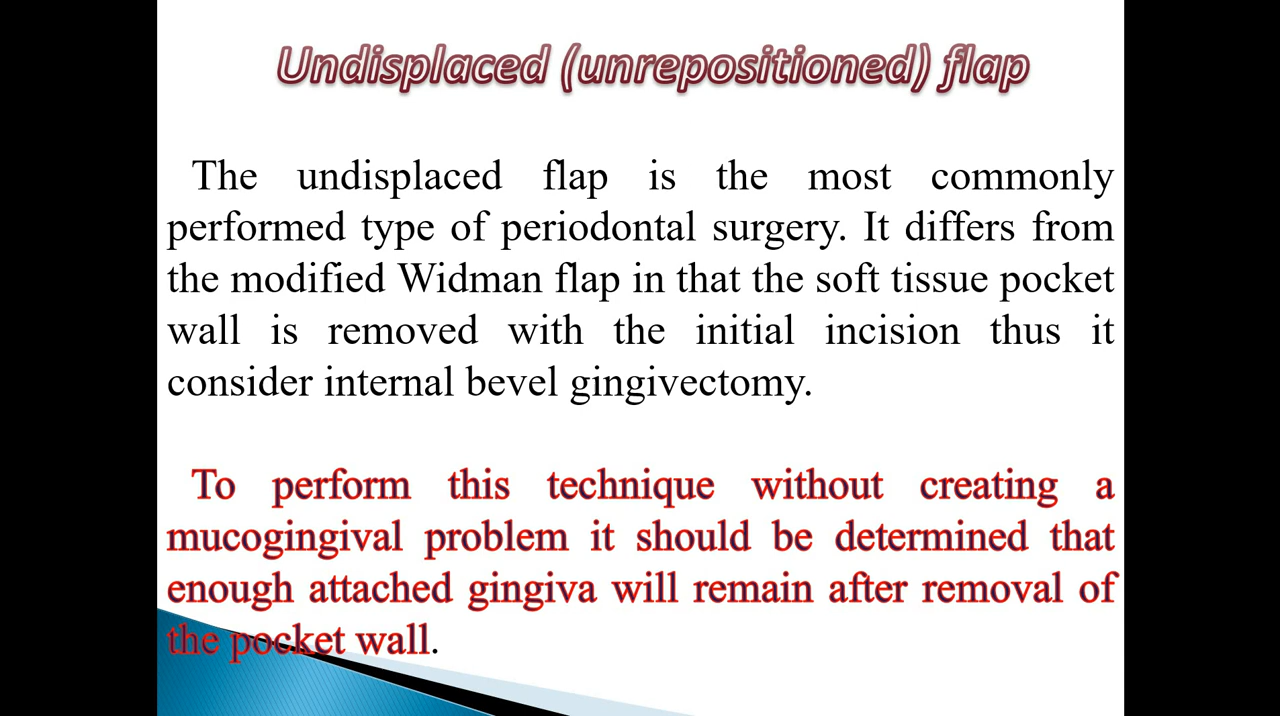 Undisplaced (unrepositioned) flap
The undisplaced flap is the most commonly
performed type of periodontal surgery. It differs from
the modified Widman flap in that the soft tissue pocket
wall is removed with the initial incision thus it
consider internal bevel gingivectomy.
To perform this technique without creating a
mucogingival problem it should be determined that
enough attached gingiva will remain after removal of
the pocket wall.